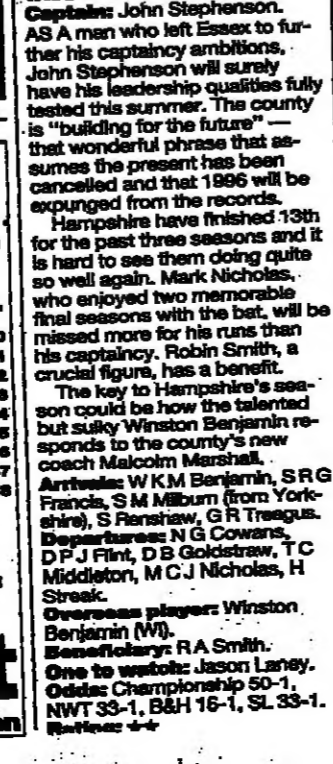 Captain: John Stephenson.
AS A man who left Essex to fur-
ther his captaincy ambitions,
John Stephenson will surely
have his leadership qualities fully
tested this summer. The county
is "building for the future" —
that wonderful phrase that as-
sumes the present has been
cancelled and that 1996 will be
expunged from the records.
Hampshire have finished 13th
for the past three seasons and it
is hard to see them doing quite
so well again. Mark Nicholas,
who enjoyed two memorable
final seasons with the bat, will be
missed more for his runs than
his captaincy. Robin Smith, a
crucial figure, has a benefit.
The key to Hampshire's sea-
son could be how the talented
but sulky Winston Benjamin re-
sponds to the county's new
coach Malcolm Marshall.
Arrivals: W K M Benjamin, S R G
Francis, S M Milburn (from York-
shire), S Renshaw, G R Treagus.
Departures: N G Cowans,
D P J Flint, D B Goldstraw, T C
Middleton, M C J Nicholas, H
Streak.
Overseas player: Winston
Benjamin (WI).
Beneficiary: R A Smith.
One to watch: Jason Laney.
Odds: Championship 50-1,
NWT 33-1, B&H 16-1, SL 33-1.
Rating: ★★